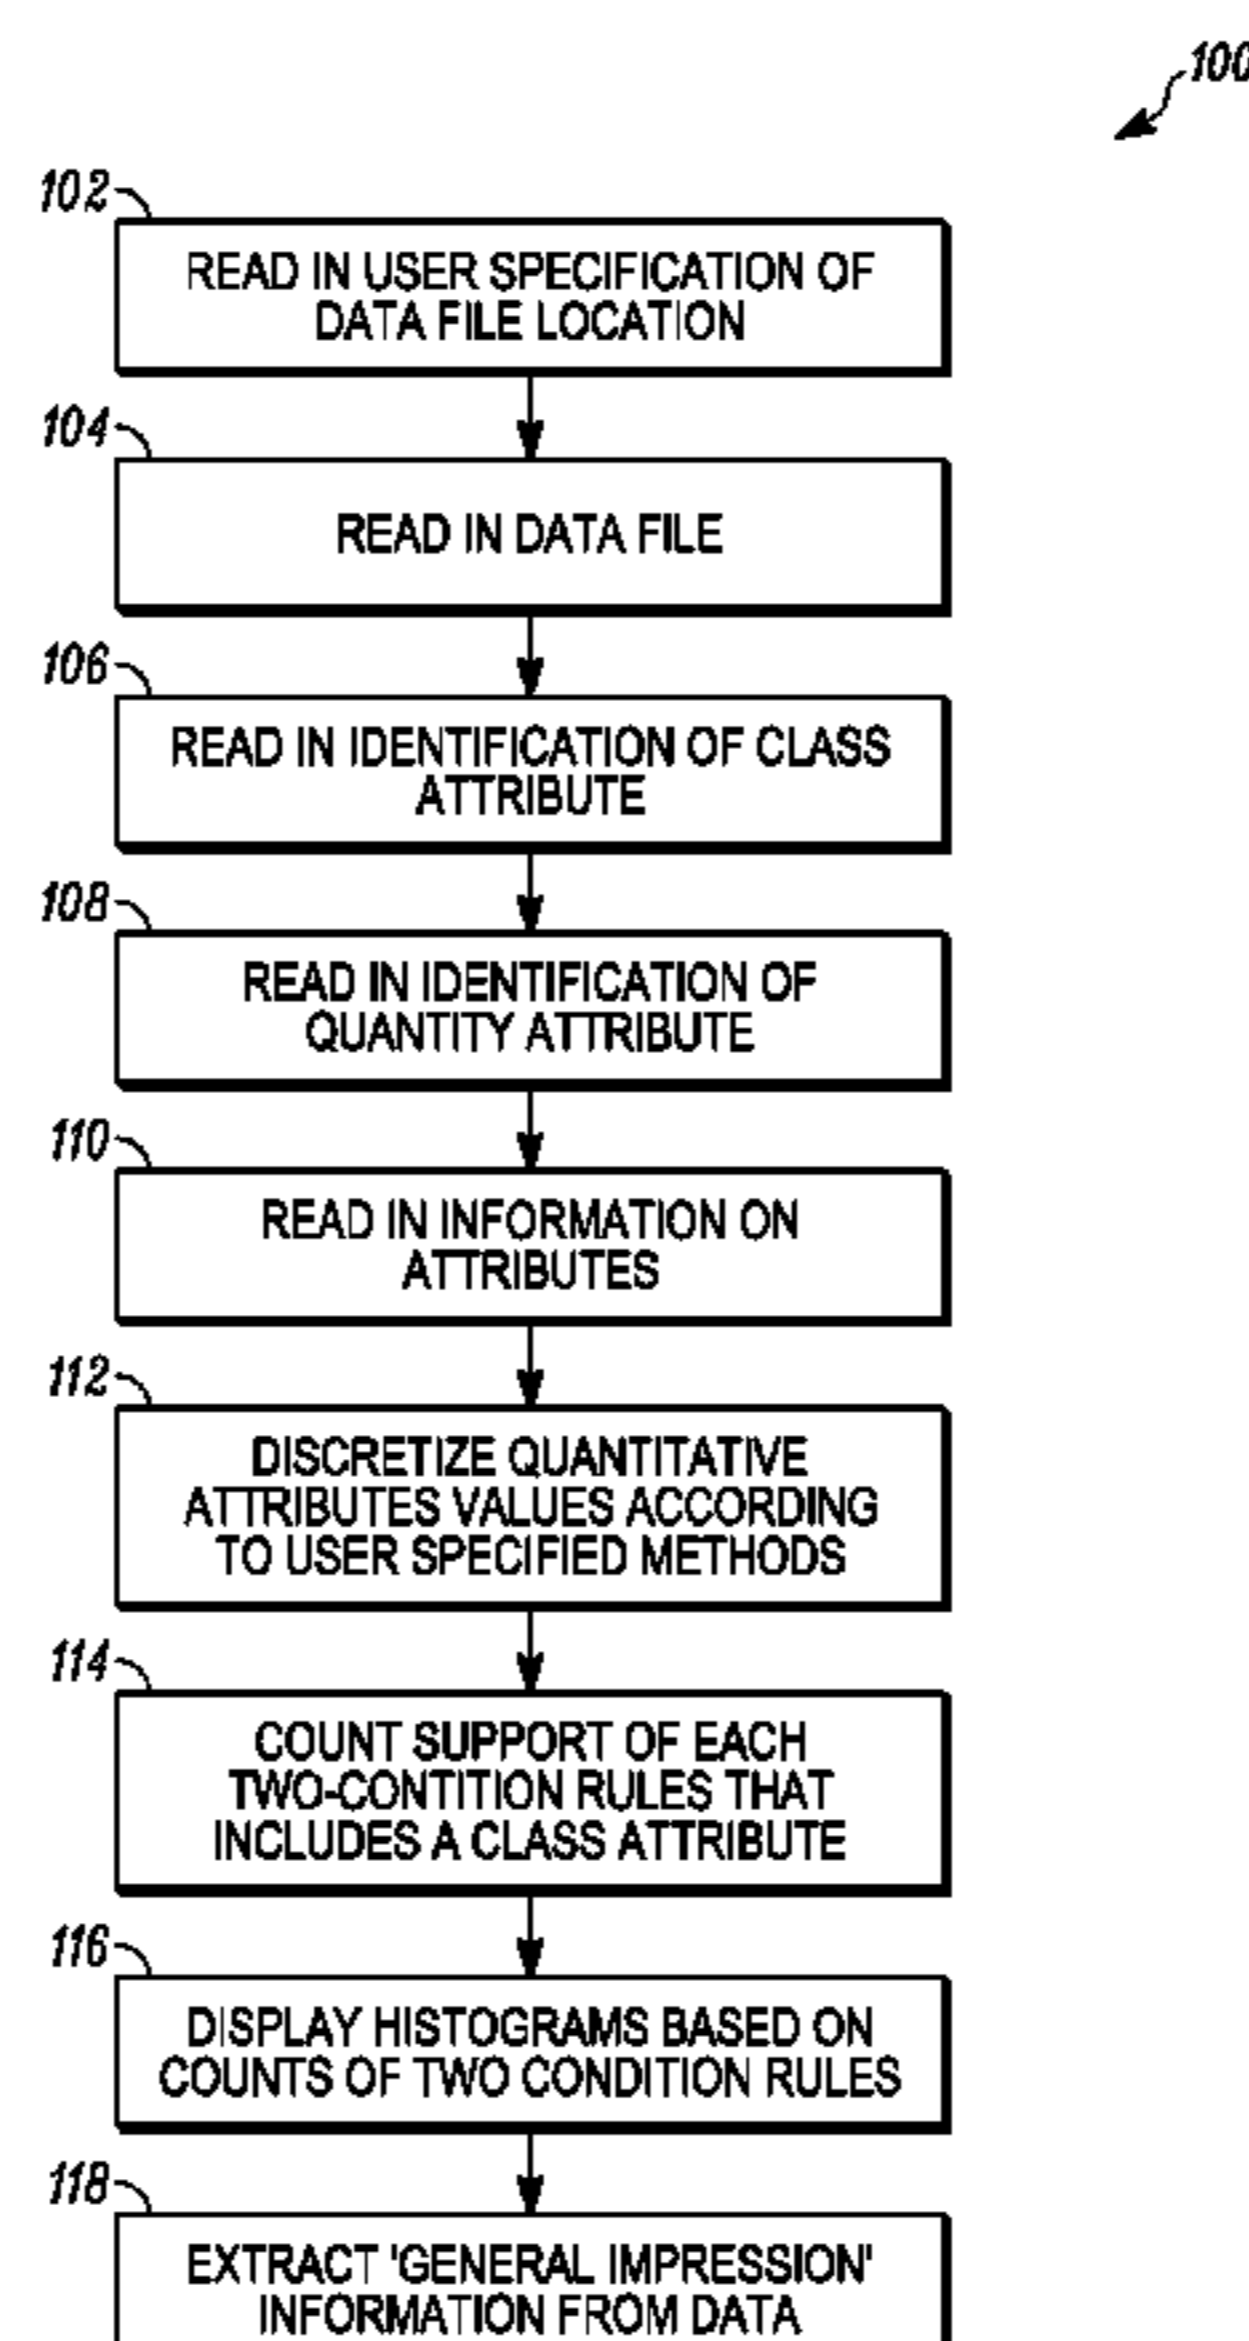 100
102
READ IN USER SPECIFICATION OF
DATA FILE LOCATION
104
READ IN DATA FILE
106
READ IN IDENTIFICATION OF CLASS
ATTRIBUTE
108
READ IN IDENTIFICATION OF
QUANTITY ATTRIBUTE
110
READ IN INFORMATION ON
ATTRIBUTES
112
DISCRETIZE QUANTITATIVE
ATTRIBUTES VALUES ACCORDING
TO USER SPECIFIED METHODS
114
COUNT SUPPORT OF EACH
TWO-CONTITION RULES THAT
INCLUDES A CLASS ATTRIBUTE
116
DISPLAY HISTOGRAMS BASED ON
COUNTS OF TWO CONDITION RULES
118
EXTRACT 'GENERAL IMPRESSION'
INFORMATION FROM DATA